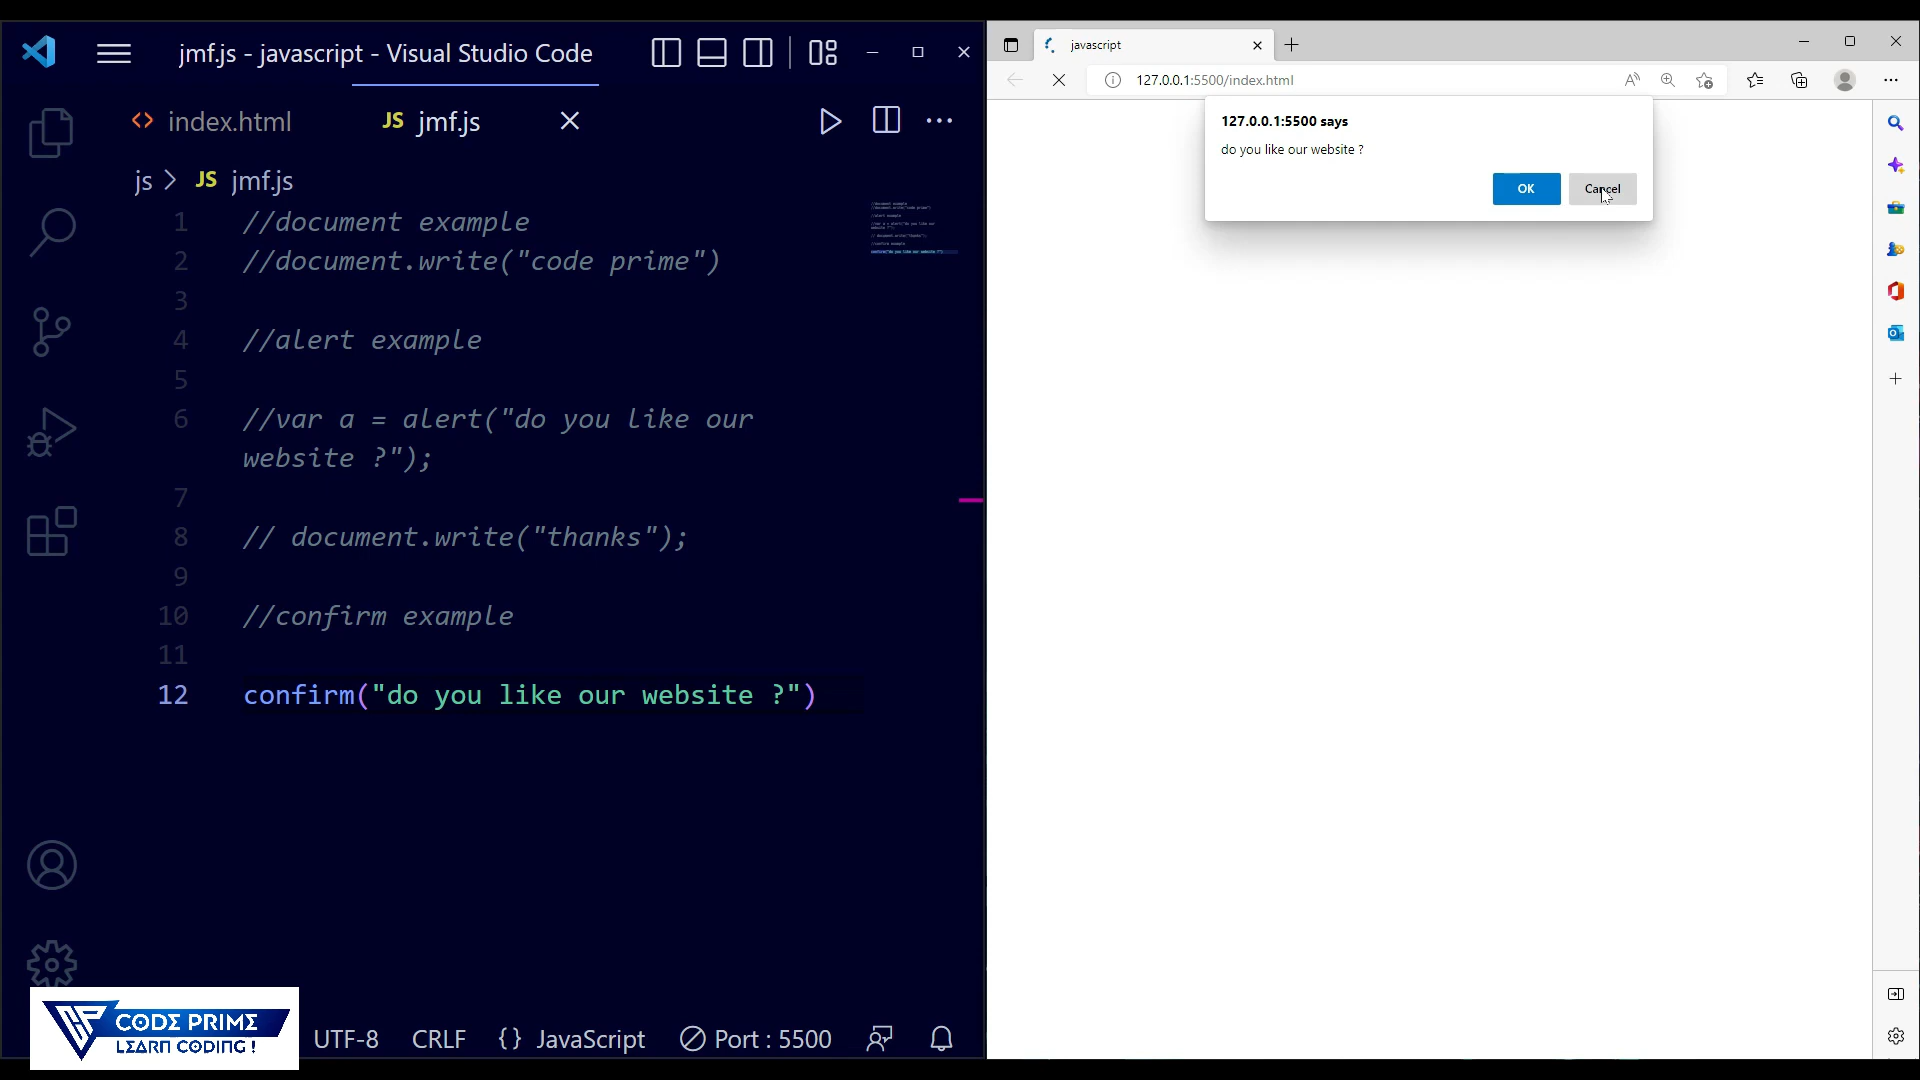 jmf.js - javascript - Visual Studio Code
index.html
JS jmf.js
js > JS jmf.js
1 //document example
2 //document.write("code prime")
3
4 //alert example
5
6 //var a = alert("do you like our
website ?");
7
8 // document.write("thanks");
9
10 //confirm example
11
12 confirm("do you like our website ?")
CODE PRIME
LEARN CODING !
UTF-8 CRLF {} JavaScript Port : 5500
javascript
127.0.0.1:5500/index.html
127.0.0.1:5500 says
do you like our website ?
OK Cancel